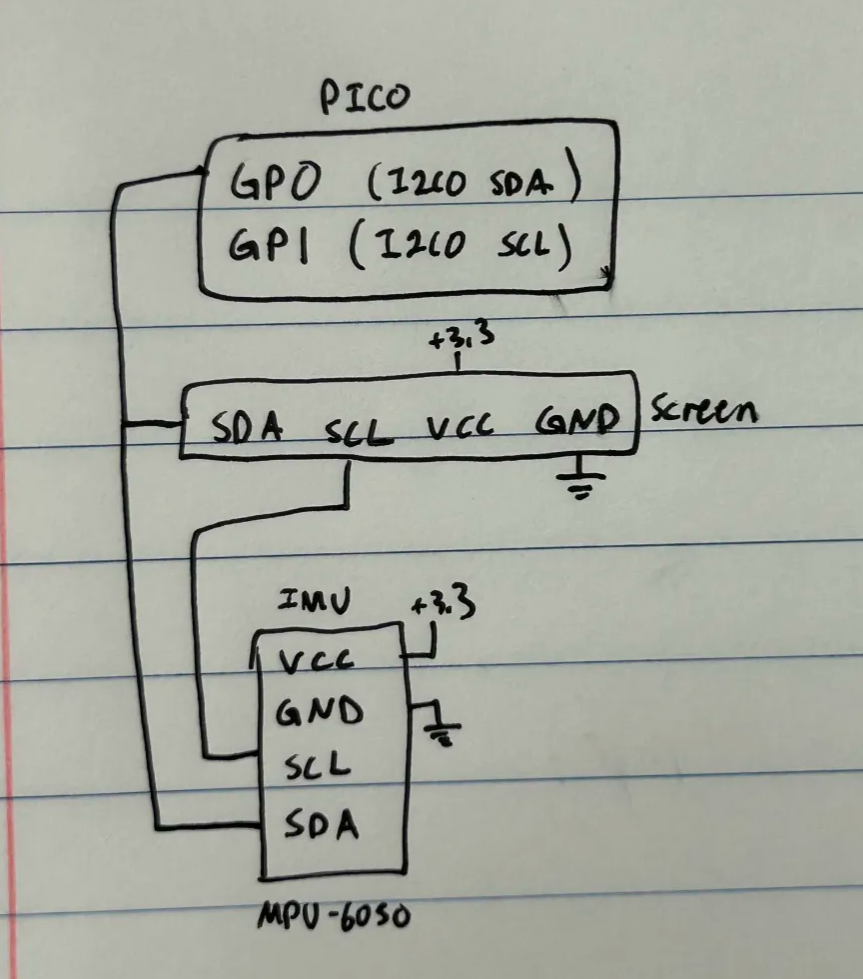 PICO
GP0 (I2C0 SDA)
GP1 (I2C0 SCL)
+3.3
SDA SCL VCC GND Screen
IMU +3.3
VCC
GND
SCL
SDA
MPU-6050